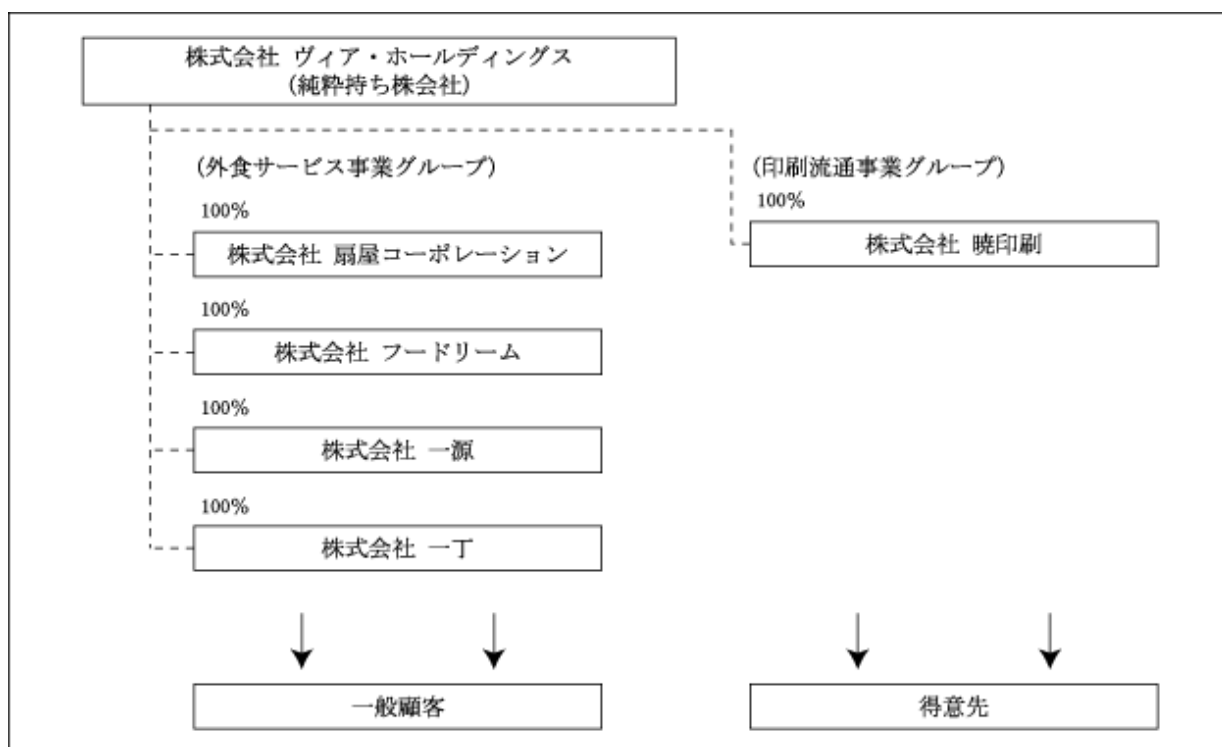 株式会社 ヴィア・ホールディングス
(純粋持ち株会社)
(外食サービス事業グループ)
100%
株式会社 扇屋コーポレーション
100%
株式会社 フードリーム
100%
株式会社 一源
100%
株式会社 一丁
一般顧客
(印刷流通事業グループ)
100%
株式会社 暁印刷
得意先